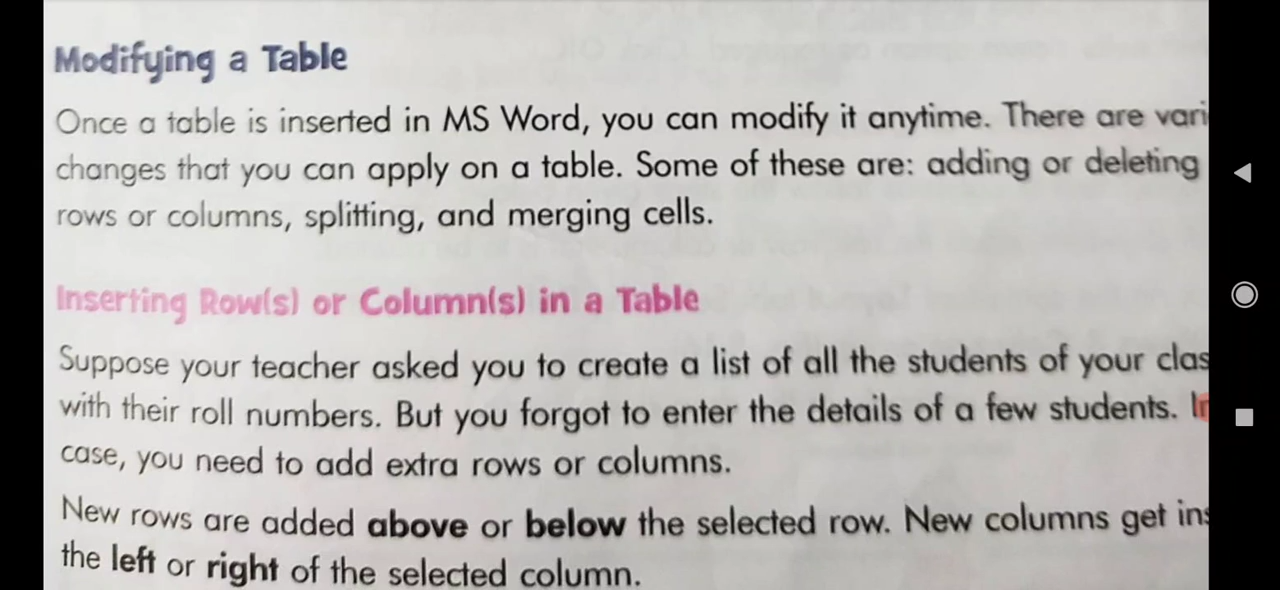 Modifying a Table
Once a table is inserted in MS Word, you can modify it anytime. There are vari
changes that you can apply on a table. Some of these are: adding or deleting
rows or columns, splitting, and merging cells.
Inserting Row(s) or Column(s) in a Table
Suppose your teacher asked you to create a list of all the students of your clas
with their roll numbers. But you forgot to enter the details of a few students. In
case, you need to add extra rows or columns.
New rows are added above or below the selected row. New columns get ins
the left or right of the selected column.